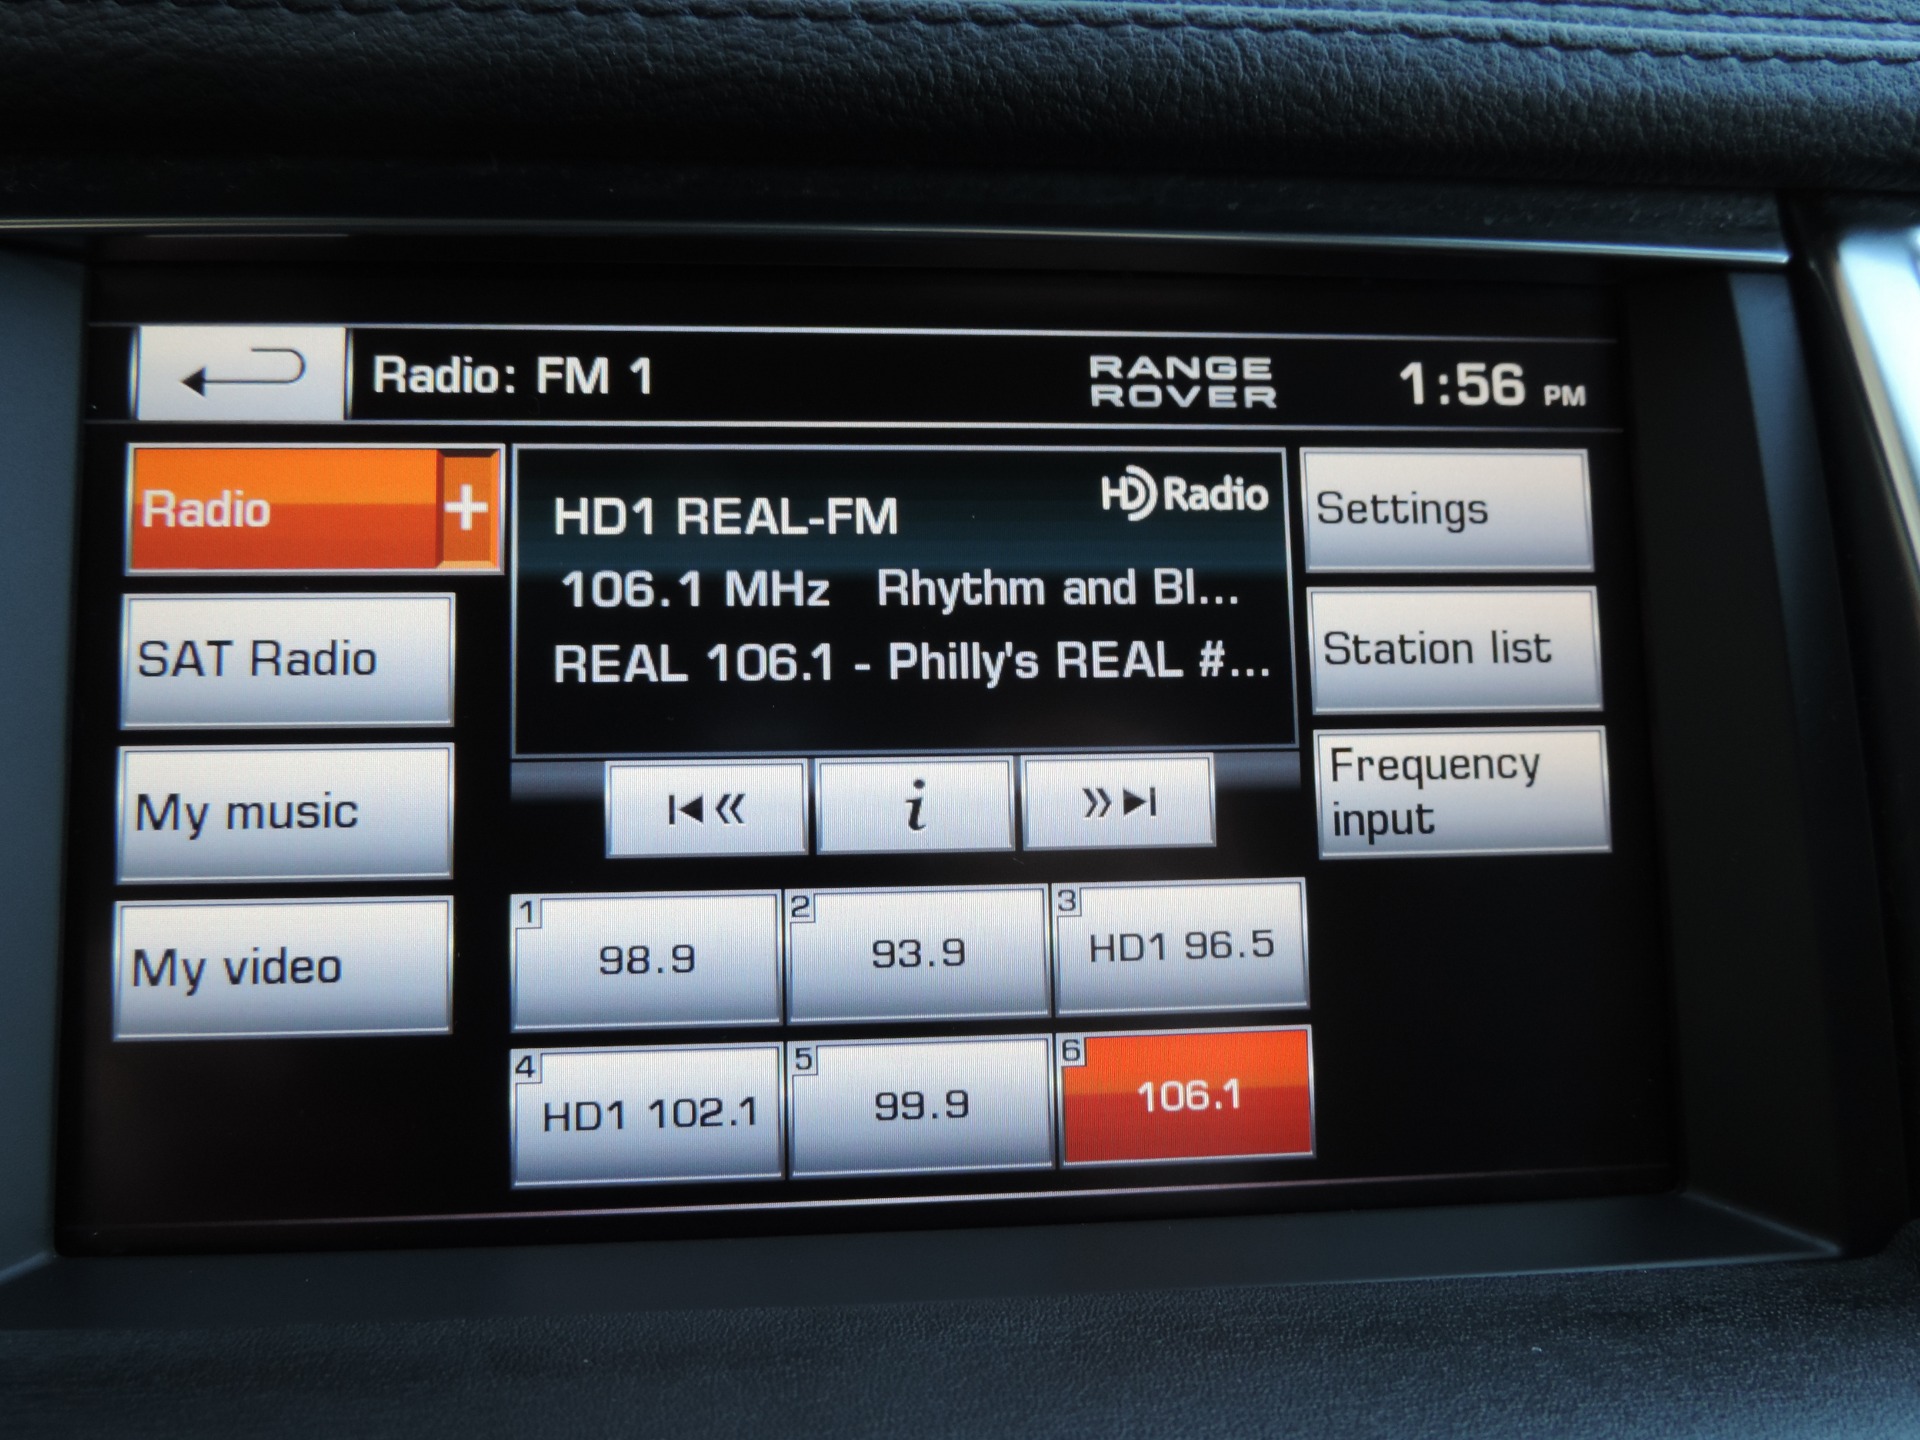 Radio: FM 1
RANGE
ROVER
1:56 PM
Radio +
SAT Radio
My music
My video
HD Radio
HD1 REAL-FM
106.1 MHz Rhythm and Bl...
REAL 106.1 - Philly's REAL #...
i
Settings
Station list
Frequency
input
1
98.9
2
93.9
3
HD1 96.5
4
HD1 102.1
5
99.9
6
106.1